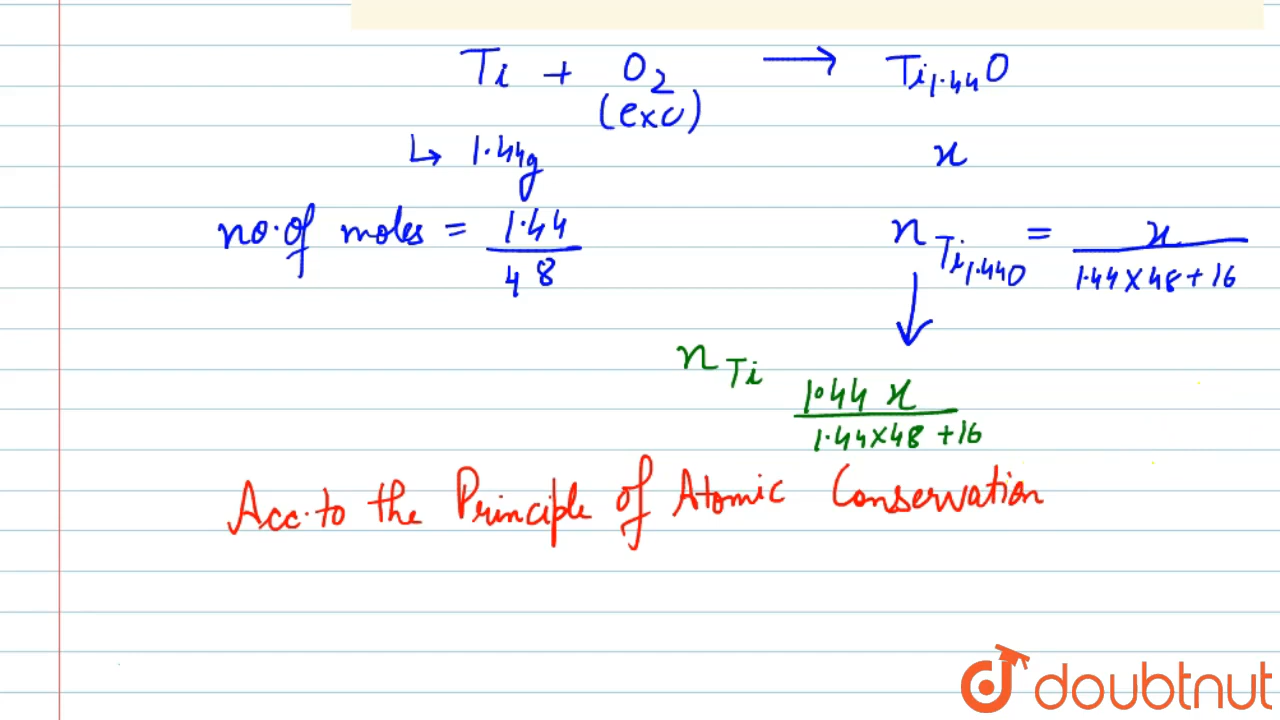 Ti + O2 → Ti1.44O
(exc)
↳ 1.44g x
no. of moles = 1.44/48 nTi1.44O = x/1.44×48+16
↓
nTi 1.44 x/1.44×48+16
Acc. to the Principle of Atomic Conservation
doubtnut